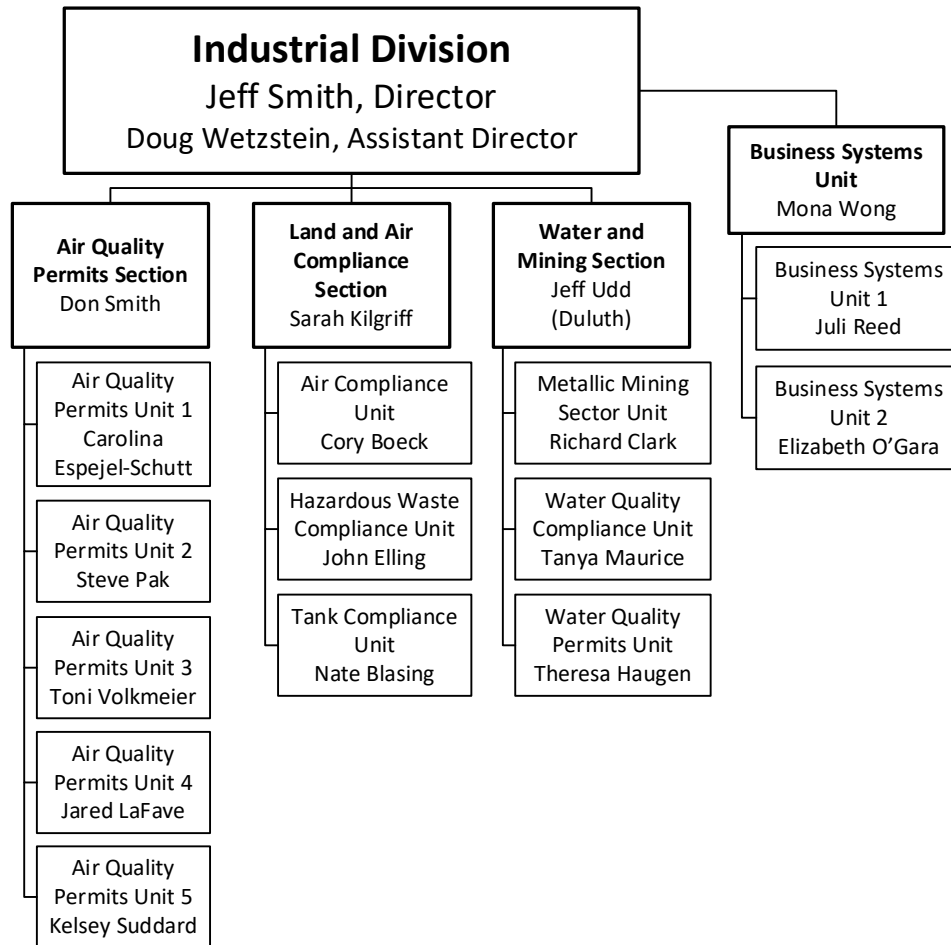 Industrial Division
Jeff Smith, Director
Doug Wetzstein, Assistant Director
Business Systems
Unit
Mona Wong
Business Systems
Unit 1
Juli Reed
Business Systems
Unit 2
Elizabeth O’Gara
Air Quality
Permits Section
Don Smith
Air Quality
Permits Unit 1
Carolina
Espejel-Schutt
Air Quality
Permits Unit 2
Steve Pak
Air Quality
Permits Unit 3
Toni Volkmeier
Air Quality
Permits Unit 4
Jared LaFave
Air Quality
Permits Unit 5
Kelsey Suddard
Land and Air
Compliance
Section
Sarah Kilgriff
Air Compliance
Unit
Cory Boeck
Hazardous Waste
Compliance Unit
John Elling
Tank Compliance
Unit
Nate Blasing
Water and
Mining Section
Jeff Udd
(Duluth)
Metallic Mining
Sector Unit
Richard Clark
Water Quality
Compliance Unit
Tanya Maurice
Water Quality
Permits Unit
Theresa Haugen